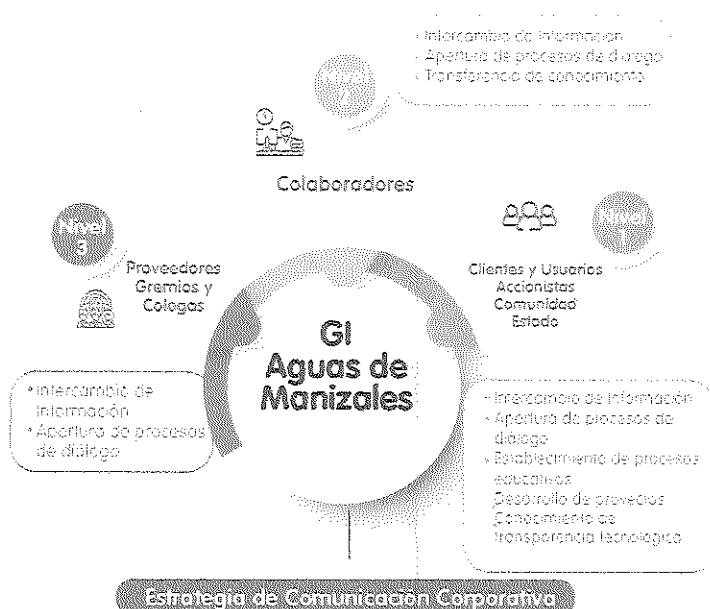 Nivel
2
• Intercambio de Información
• Apertura de procesos de diálogo
• Transferencia de conocimiento
Colaboradores
Nivel
3
Proveedores
Gremios y
Colegas
Nivel
1
Clientes y Usuarios
Accionistas
Comunidad
Estado
GI
Aguas de
Manizales
• Intercambio de
Información
• Apertura de procesos
de diálogo
• Intercambio de Información
• Apertura de procesos de
diálogo
• Establecimiento de procesos
educativos
Desarrollo de proyectos
Conocimiento de
transparencia tecnológica
Estrategia de Comunicación Corporativa